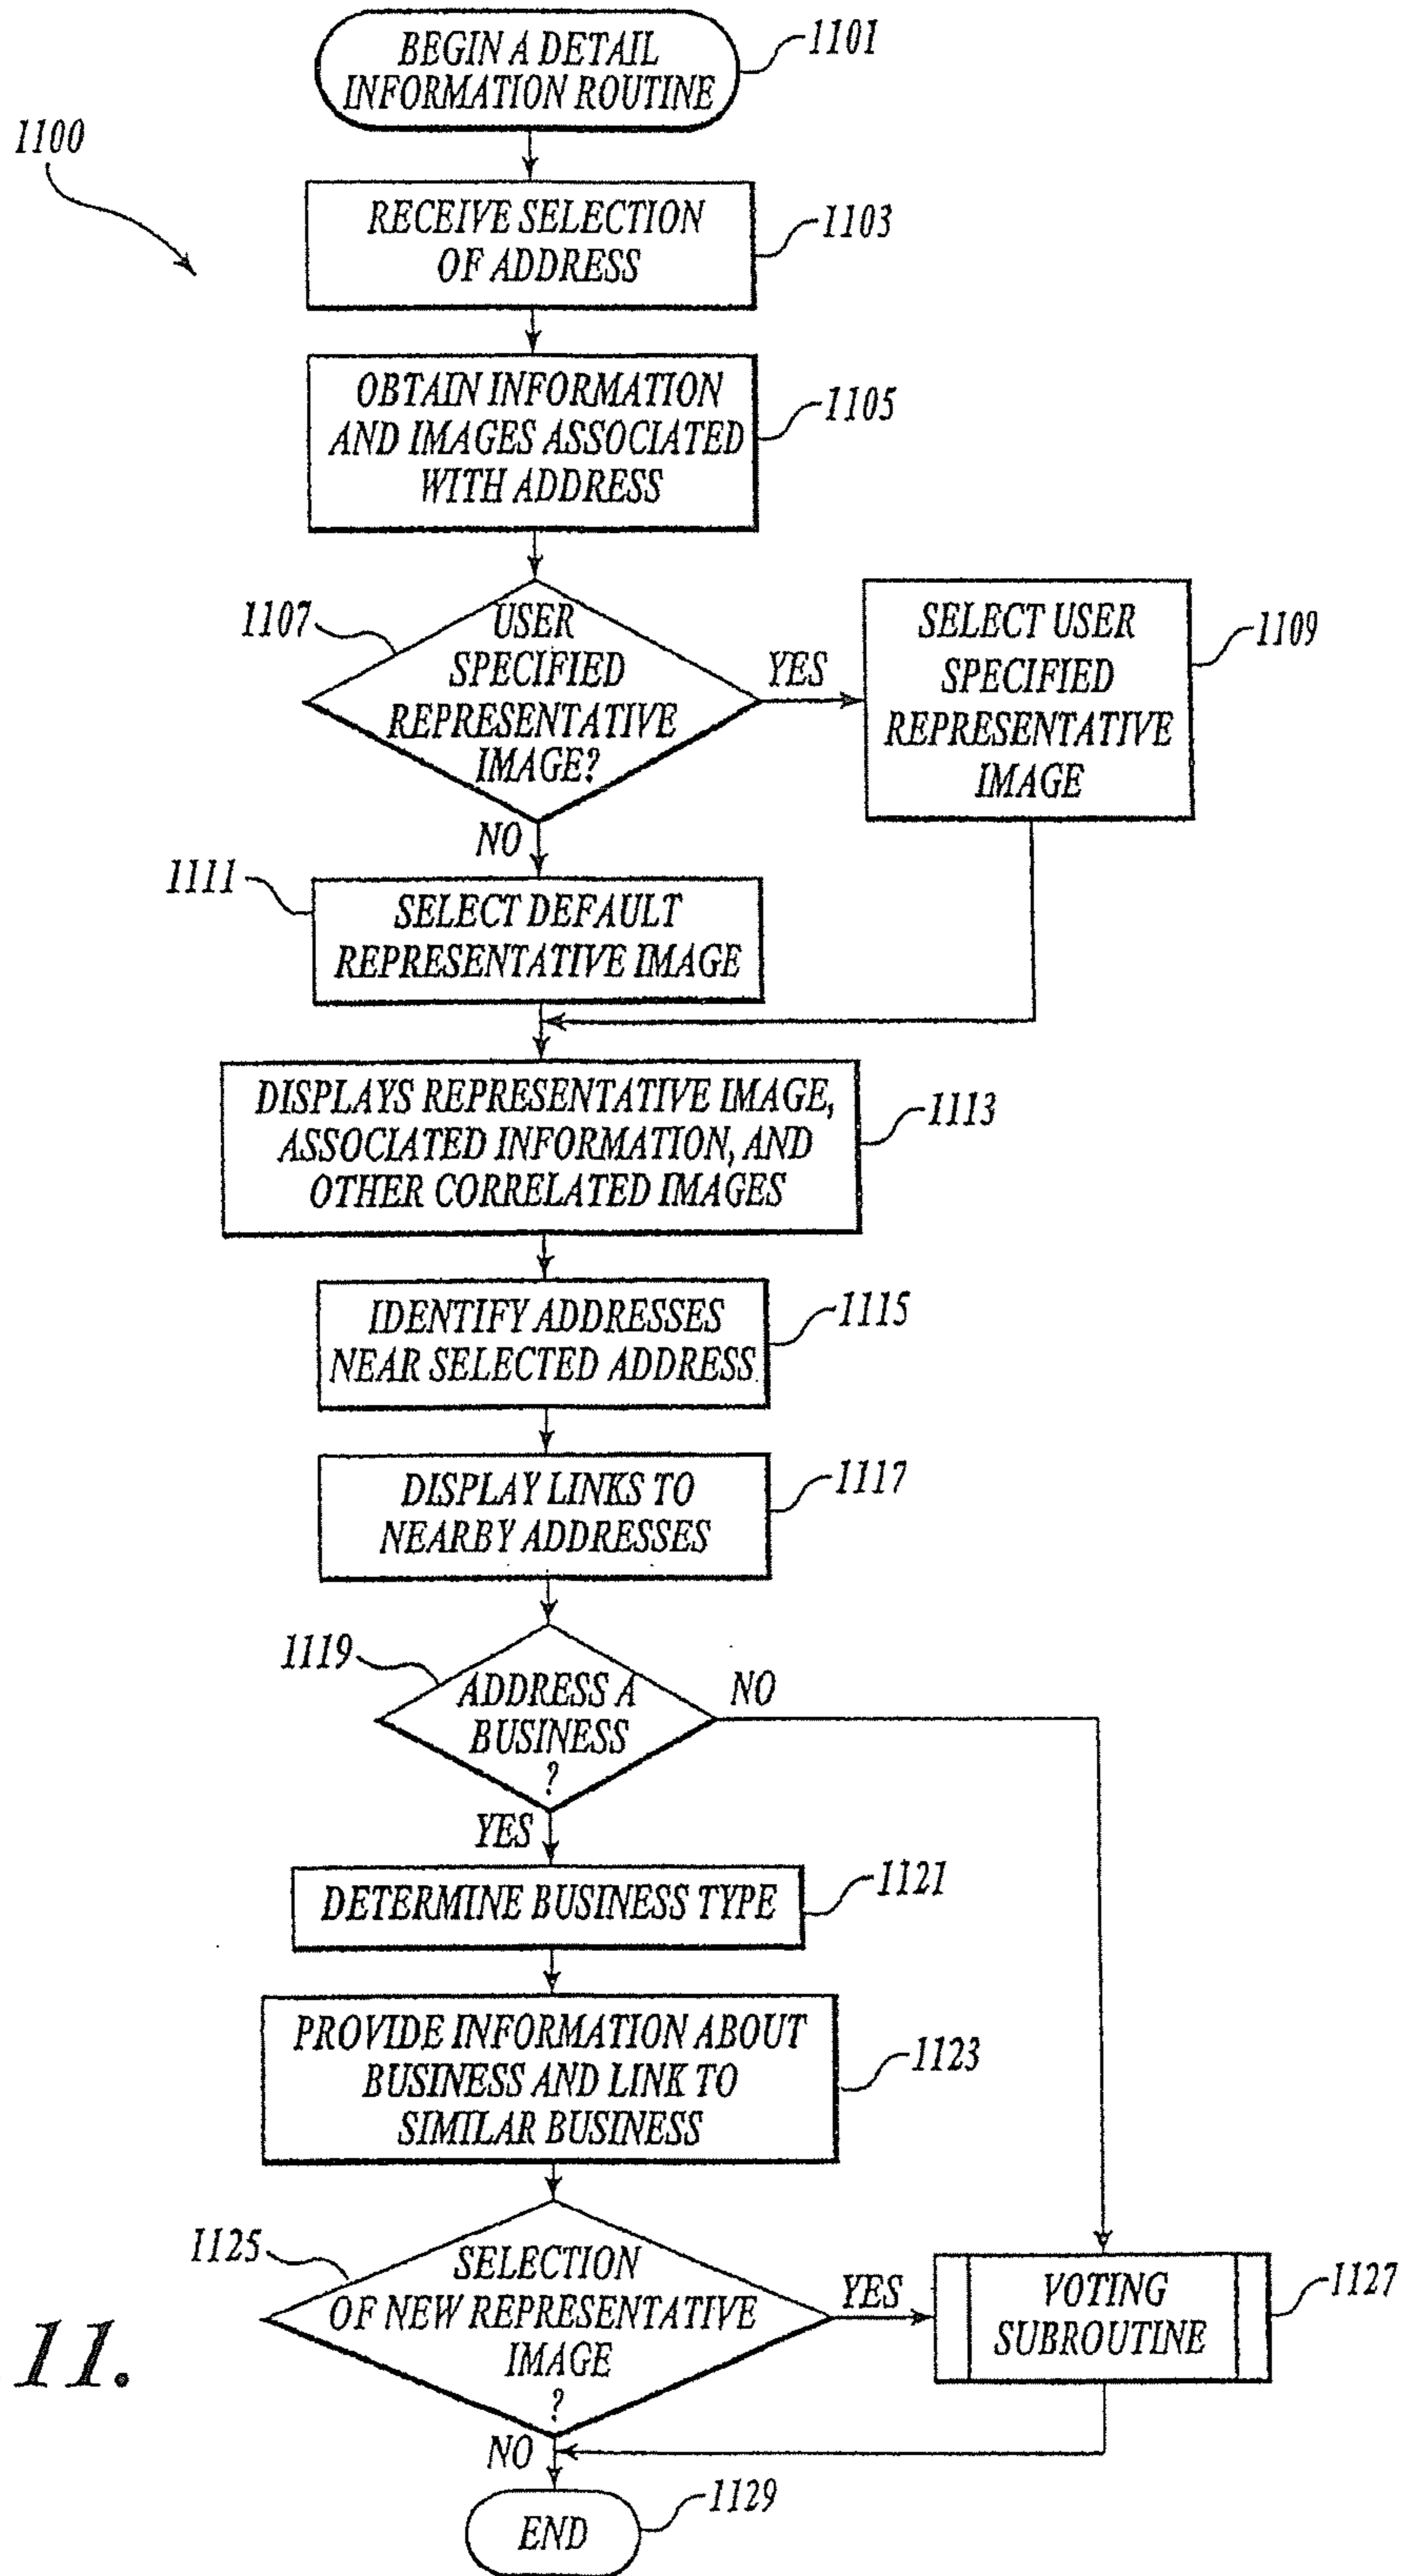 BEGIN A DETAIL
INFORMATION ROUTINE
1101
1100
RECEIVE SELECTION
OF ADDRESS
1103
OBTAIN INFORMATION
AND IMAGES ASSOCIATED
WITH ADDRESS
1105
1107
USER
SPECIFIED
REPRESENTATIVE
IMAGE?
YES
SELECT USER
SPECIFIED
REPRESENTATIVE
IMAGE
1109
NO
1111
SELECT DEFAULT
REPRESENTATIVE IMAGE
DISPLAYS REPRESENTATIVE IMAGE,
ASSOCIATED INFORMATION, AND
OTHER CORRELATED IMAGES
1113
IDENTIFY ADDRESSES
NEAR SELECTED ADDRESS
1115
DISPLAY LINKS TO
NEARBY ADDRESSES
1117
1119
ADDRESS A
BUSINESS
?
NO
YES
DETERMINE BUSINESS TYPE
1121
PROVIDE INFORMATION ABOUT
BUSINESS AND LINK TO
SIMILAR BUSINESS
1123
1125
SELECTION
OF NEW REPRESENTATIVE
IMAGE
?
YES
VOTING
SUBROUTINE
1127
11.
NO
END
1129